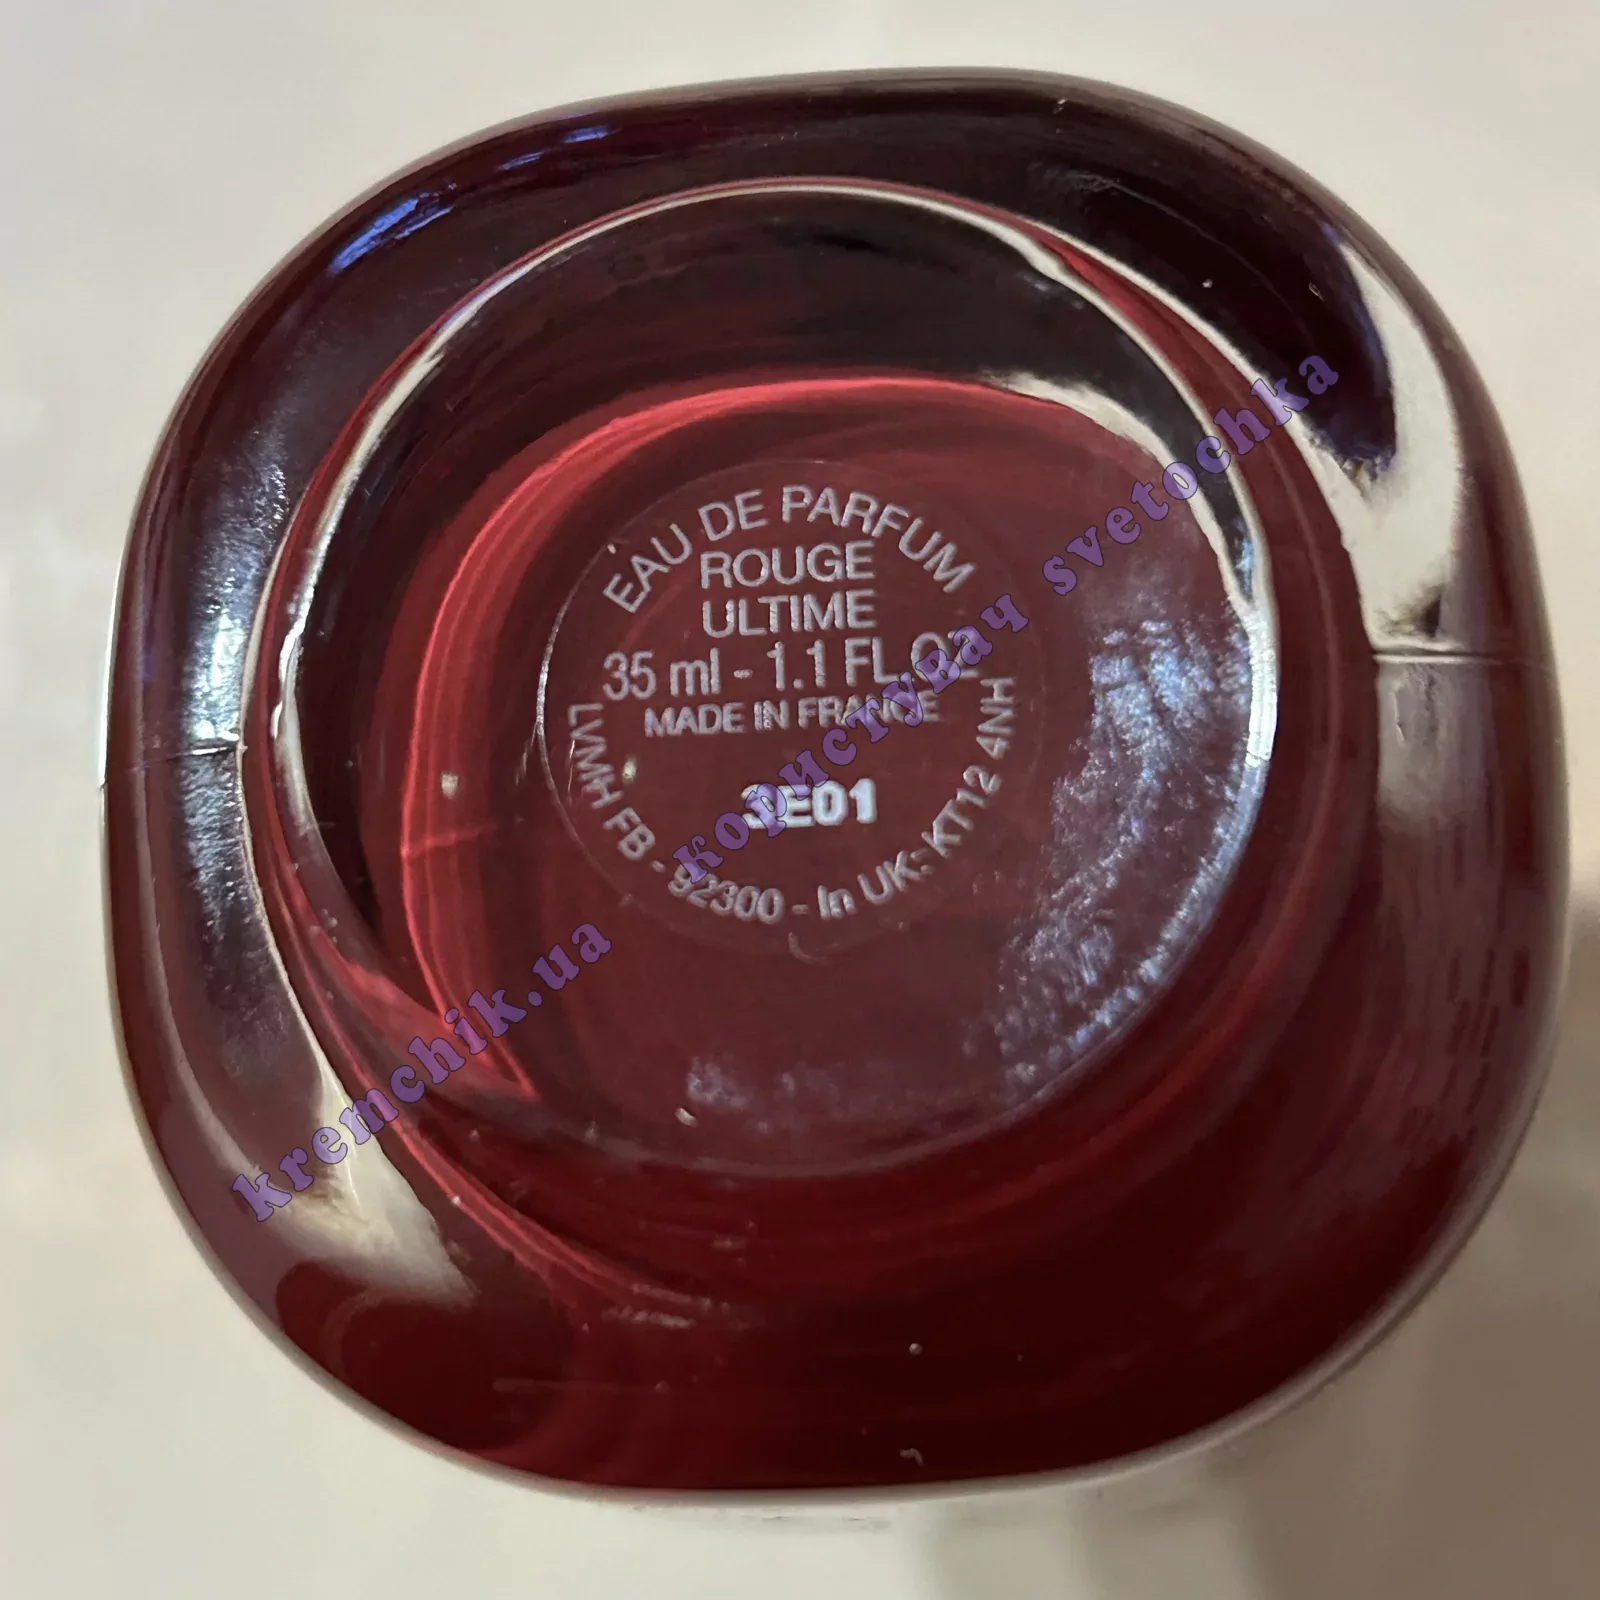 EAU DE PARFUM
ROUGE
ULTIME
35 ml - 1.1 FL.OZ
MADE IN FRANCE
3E01
LVMH FB - 92300 - In UK: KT12 4NH
kremchik.ua користувач svetochka